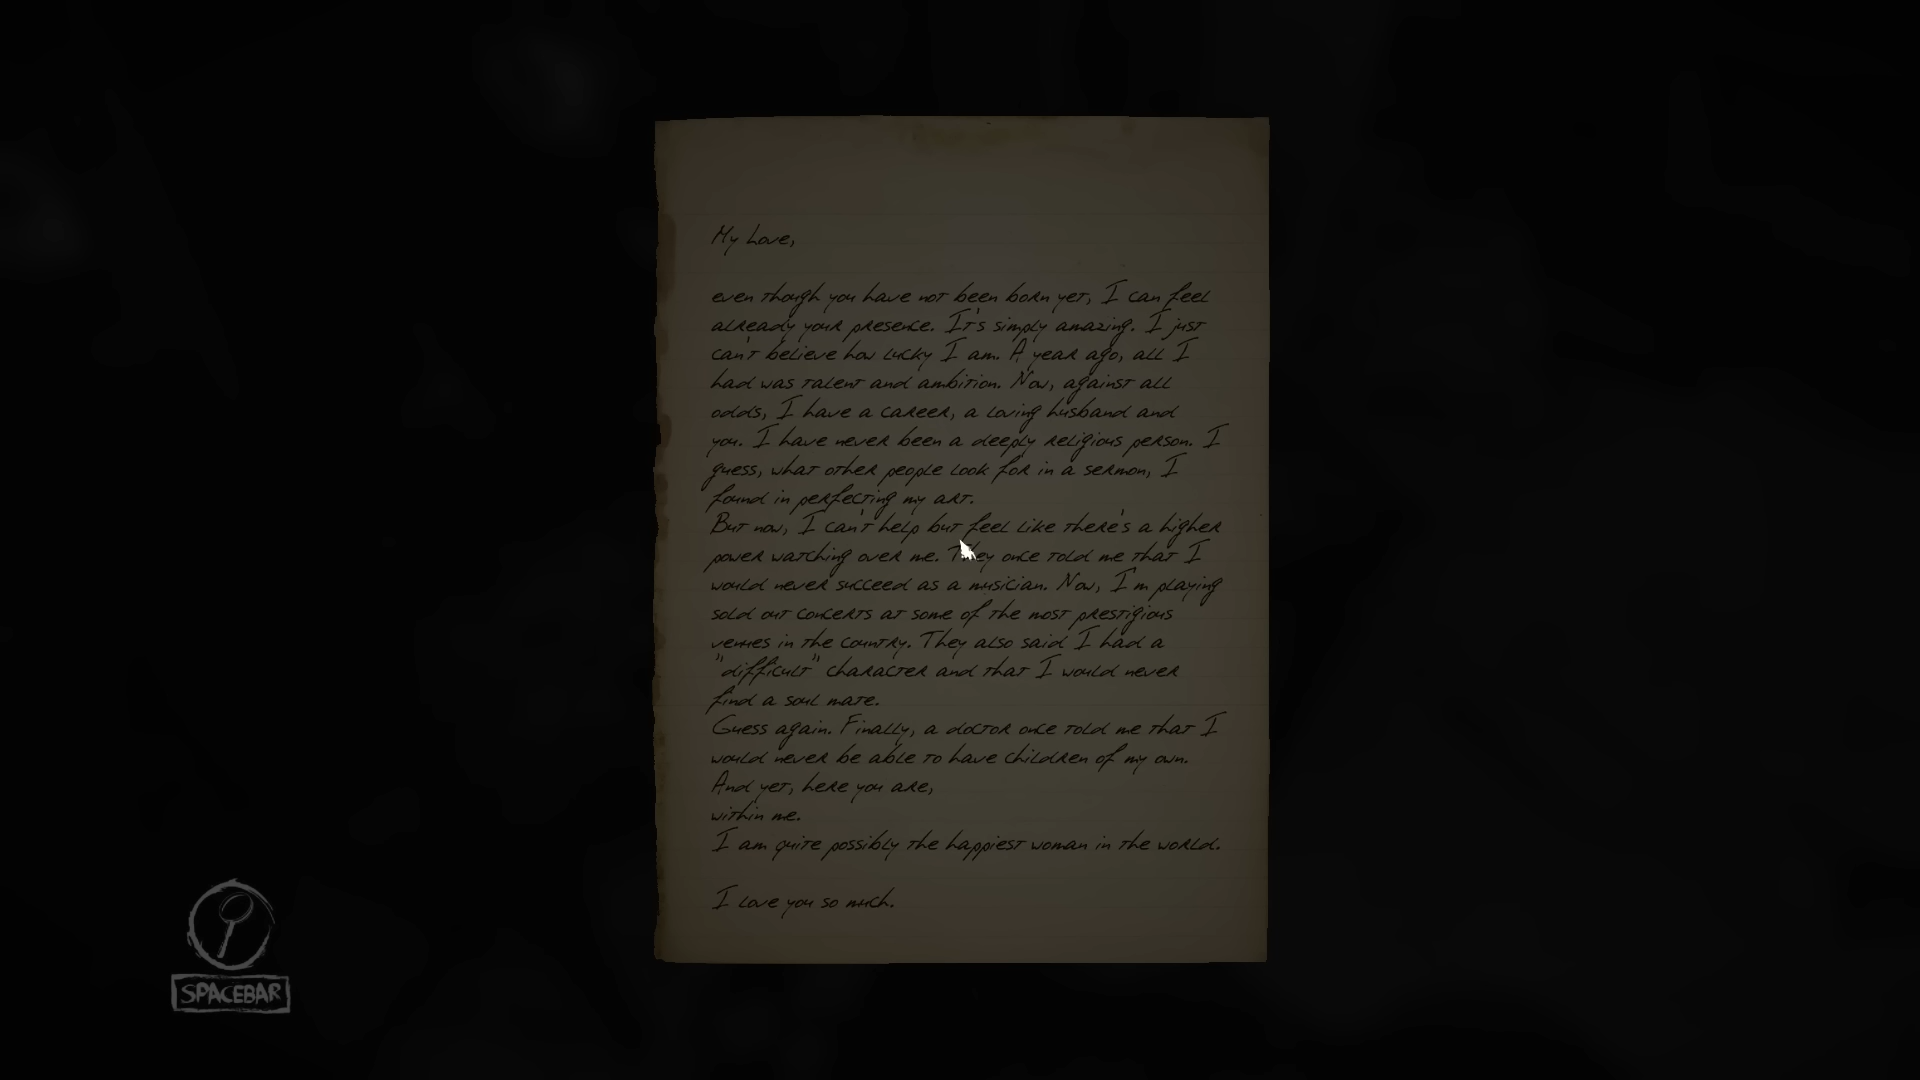 My Love,
even though you have not been born yet, I can feel
already your presence. It's simply amazing. I just
can't believe how lucky I am. A year ago, all I
had was talent and ambition. Now, against all
odds, I have a career, a loving husband and
you. I have never been a deeply religious person. I
guess, what other people look for in a sermon, I
found in perfecting my art.
But now, I can't help but feel like there's a higher
power watching over me. They once told me that I
would never succeed as a musician. Now, I'm playing
sold out concerts at some of the most prestigious
venues in the country. They also said I had a
"difficult" character and that I would never
find a soul mate.
Guess again. Finally, a doctor once told me that I
would never be able to have children of my own.
And yet, here you are,
within me.
I am quite possibly the happiest woman in the world.
I love you so much.
SPACEBAR